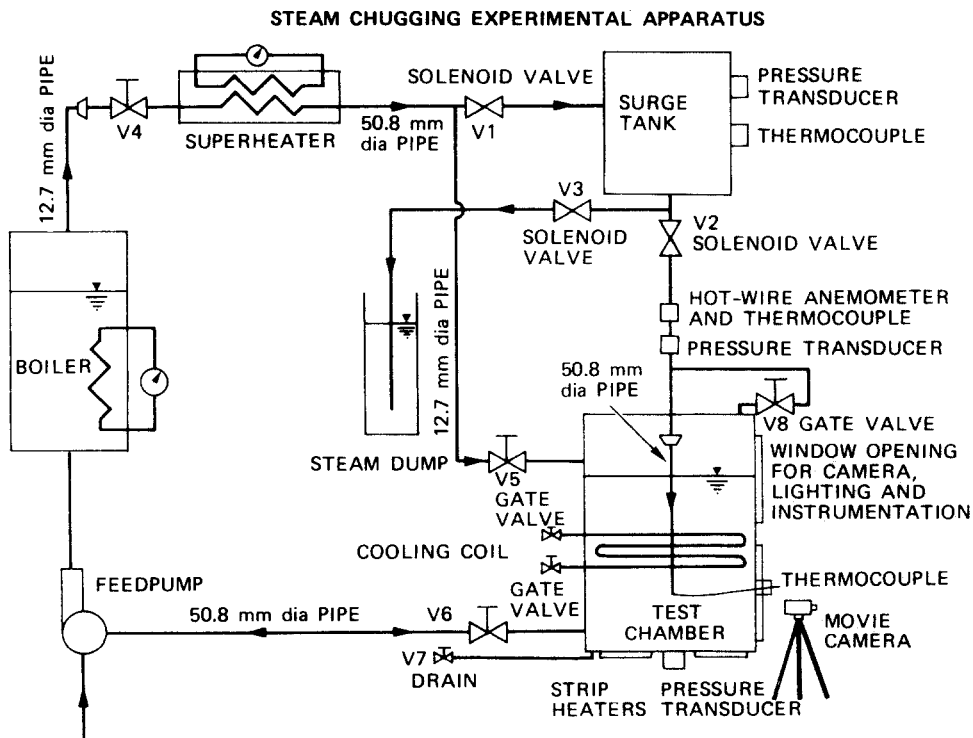 STEAM CHUGGING EXPERIMENTAL APPARATUS
12.7 mm dia PIPE
V4
SUPERHEATER
50.8 mm
dia PIPE
SOLENOID VALVE
V1
SURGE
TANK
PRESSURE
TRANSDUCER
THERMOCOUPLE
V3
SOLENOID
VALVE
V2
SOLENOID VALVE
HOT-WIRE ANEMOMETER
AND THERMOCOUPLE
PRESSURE TRANSDUCER
BOILER
12.7 mm dia PIPE
50.8 mm
dia PIPE
V8 GATE VALVE
STEAM DUMP
V5
GATE
VALVE
WINDOW OPENING
FOR CAMERA,
LIGHTING AND
INSTRUMENTATION
COOLING COIL
GATE
VALVE
FEEDPUMP
50.8 mm dia PIPE
V6
TEST
CHAMBER
THERMOCOUPLE
MOVIE
CAMERA
V7
DRAIN
STRIP
HEATERS
PRESSURE
TRANSDUCER